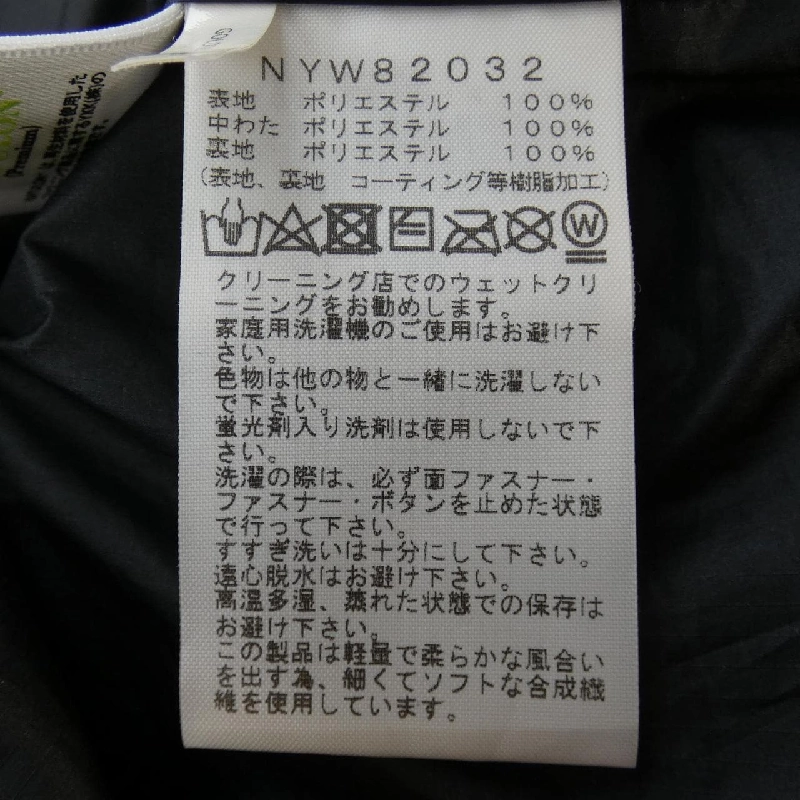 NYW82032
表地 ポリエステル 100%
中わた ポリエステル 100%
裏地 ポリエステル 100%
(表地、裏地 コーティング等樹脂加工)
W
クリーニング店でのウェットクリ
ーニングをお勧めします。
家庭用洗濯機のご使用はお避け下
さい。
色物は他の物と一緒に洗濯しない
で下さい。
蛍光剤入り洗剤は使用しないで下
さい。
洗濯の際は、必ず面ファスナー・
ファスナー・ボタンを止めた状態
で行って下さい。
すすぎ洗いは十分にして下さい。
遠心脱水はお避け下さい。
高温多湿、蒸れた状態での保存は
お避け下さい。
この製品は軽量で柔らかな風合い
を出す為、細くてソフトな合成繊
維を使用しています。
(Premium)